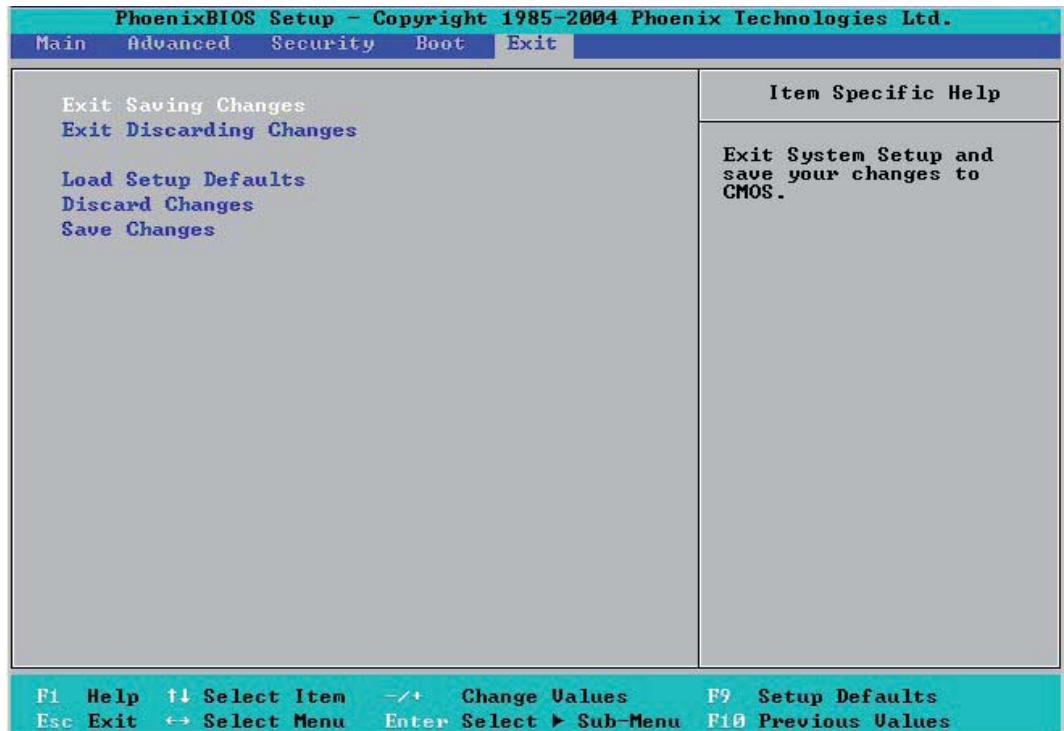 PhoenixBIOS Setup - Copyright 1985-2004 Phoenix Technologies Ltd.
Main Advanced Security Boot Exit
Exit Saving Changes
Exit Discarding Changes
Load Setup Defaults
Discard Changes
Save Changes
Item Specific Help
Exit System Setup and
save your changes to
CMOS.
F1 Help ↑↓ Select Item -/+ Change Values F9 Setup Defaults
Esc Exit ↔ Select Menu Enter Select ▶ Sub-Menu F10 Previous Values